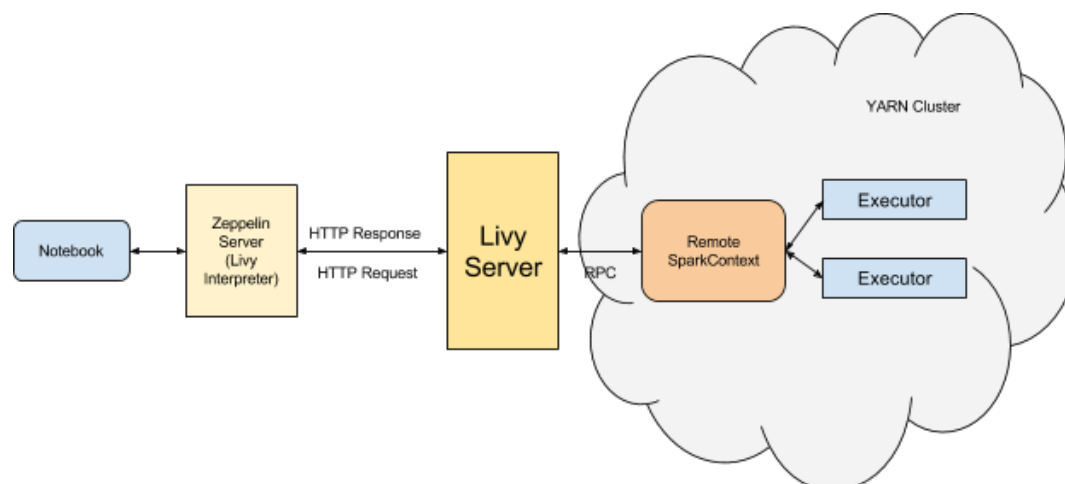 YARN Cluster
Notebook
Zeppelin
Server
(Livy
Interpreter)
HTTP Response
HTTP Request
Livy
Server
RPC
Remote
SparkContext
Executor
Executor